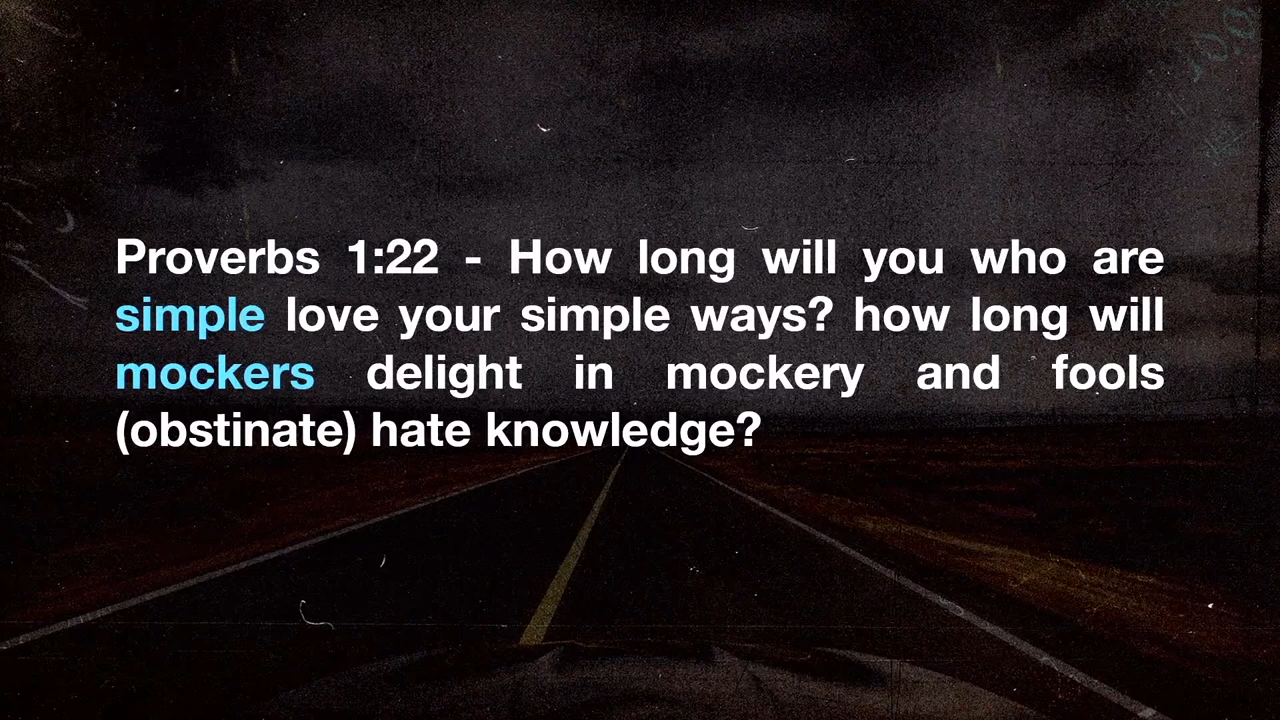 Proverbs 1:22 - How long will you who are
simple love your simple ways? how long will
mockers delight in mockery and fools
(obstinate) hate knowledge?